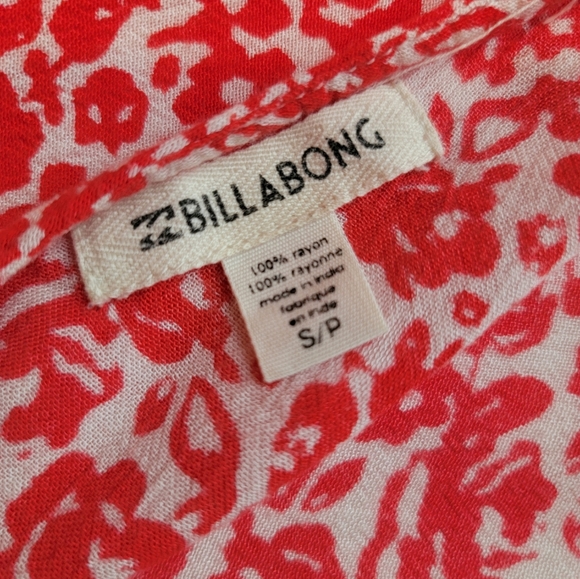 BILLABONG
100% rayon
100% rayonne
made in india
fabriqué
en inde
S/P